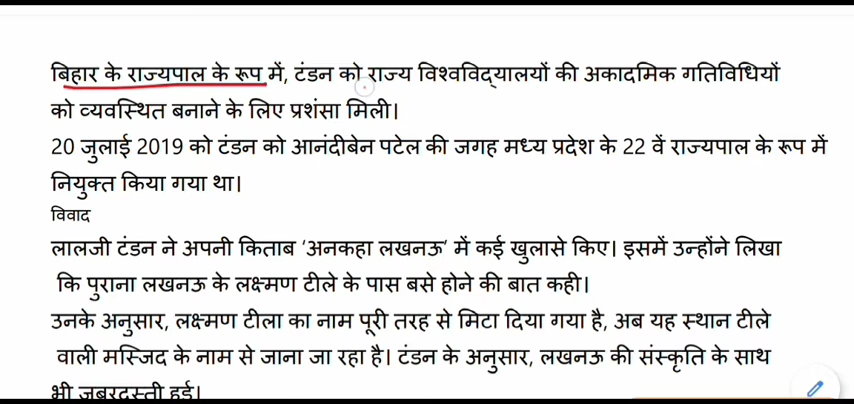 बिहार के राज्यपाल के रूप में, टंडन को राज्य विश्वविद्यालयों की अकादमिक गतिविधियों
को व्यवस्थित बनाने के लिए प्रशंसा मिली।
20 जुलाई 2019 को टंडन को आनंदीबेन पटेल की जगह मध्य प्रदेश के 22 वें राज्यपाल के रूप में
नियुक्त किया गया था।
विवाद
लालजी टंडन ने अपनी किताब ‘अनकहा लखनऊ’ में कई खुलासे किए। इसमें उन्होंने लिखा
कि पुराना लखनऊ के लक्ष्मण टीले के पास बसे होने की बात कही।
उनके अनुसार, लक्ष्मण टीला का नाम पूरी तरह से मिटा दिया गया है, अब यह स्थान टीले
वाली मस्जिद के नाम से जाना जा रहा है। टंडन के अनुसार, लखनऊ की संस्कृति के साथ
भी जबरदस्ती हुई।